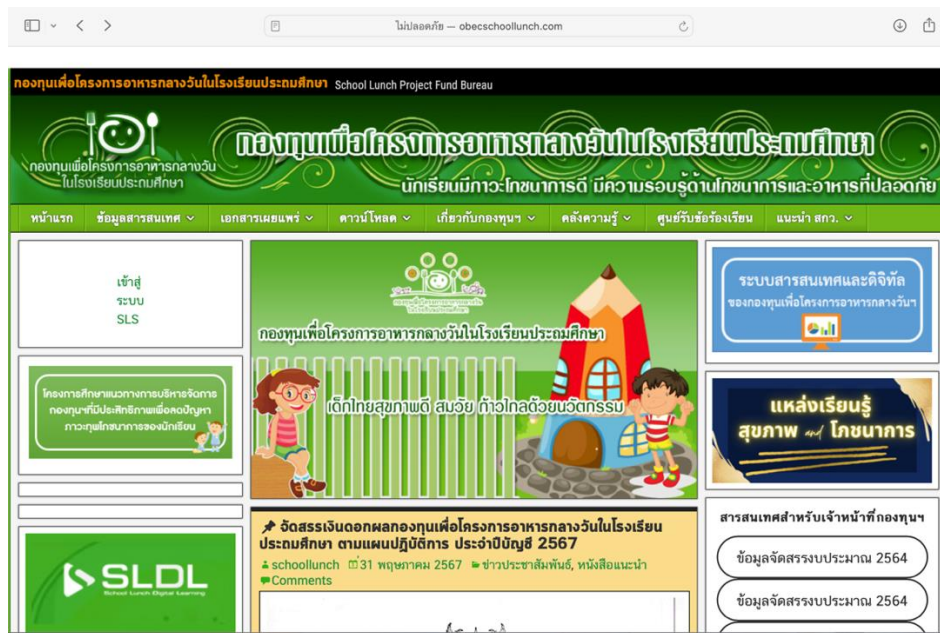 ไม่ปลอดภัย — obecschoollunch.com
กองทุนเพื่อโครงการอาหารกลางวันในโรงเรียนประถมศึกษา School Lunch Project Fund Bureau
กองทุนเพื่อโครงการอาหารกลางวัน
ในโรงเรียนประถมศึกษา
กองทุนเพื่อโครงการอาหารกลางวันในโรงเรียนประถมศึกษา
นักเรียนมีภาวะโภชนาการดี มีความรอบรู้ด้านโภชนาการและอาหารที่ปลอดภัย
หน้าแรก ข้อมูลสารสนเทศ เอกสารเผยแพร่ ดาวน์โหลด เกี่ยวกับกองทุนฯ คลังความรู้ ศูนย์รับข้อร้องเรียน แนะนำ สกว.
เข้าสู่
ระบบ
SLS
โครงการศึกษาแนวทางการบริหารจัดการ
กองทุนฯที่มีประสิทธิภาพเพื่อลดปัญหา
ภาวะทุพโภชนาการของนักเรียน
SLDL
School Lunch Digital Learning
กองทุนเพื่อโครงการอาหารกลางวันในโรงเรียนประถมศึกษา
เด็กไทยสุขภาพดี สมวัย ก้าวไกลด้วยนวัตกรรม
จัดสรรเงินดอกผลกองทุนเพื่อโครงการอาหารกลางวันในโรงเรียน
ประถมศึกษา ตามแผนปฏิบัติการ ประจำปีบัญชี 2567
schoollunch 31 พฤษภาคม 2567 ข่าวประชาสัมพันธ์, หนังสือแนะนำ
Comments
ระบบสารสนเทศและดิจิทัล
ของกองทุนเพื่อโครงการอาหารกลางวันฯ
แหล่งเรียนรู้
สุขภาพ and โภชนาการ
สารสนเทศสำหรับเจ้าหน้าที่กองทุนฯ
ข้อมูลจัดสรรงบประมาณ 2564
ข้อมูลจัดสรรงบประมาณ 2564